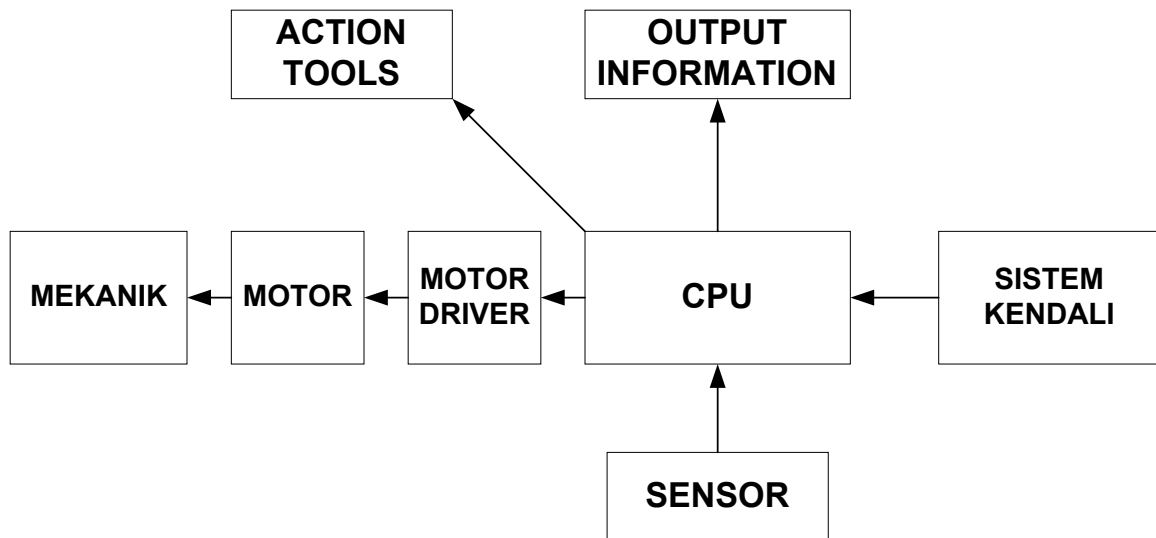 ACTION
TOOLS
OUTPUT
INFORMATION
MEKANIK
MOTOR
MOTOR
DRIVER
CPU
SISTEM
KENDALI
SENSOR